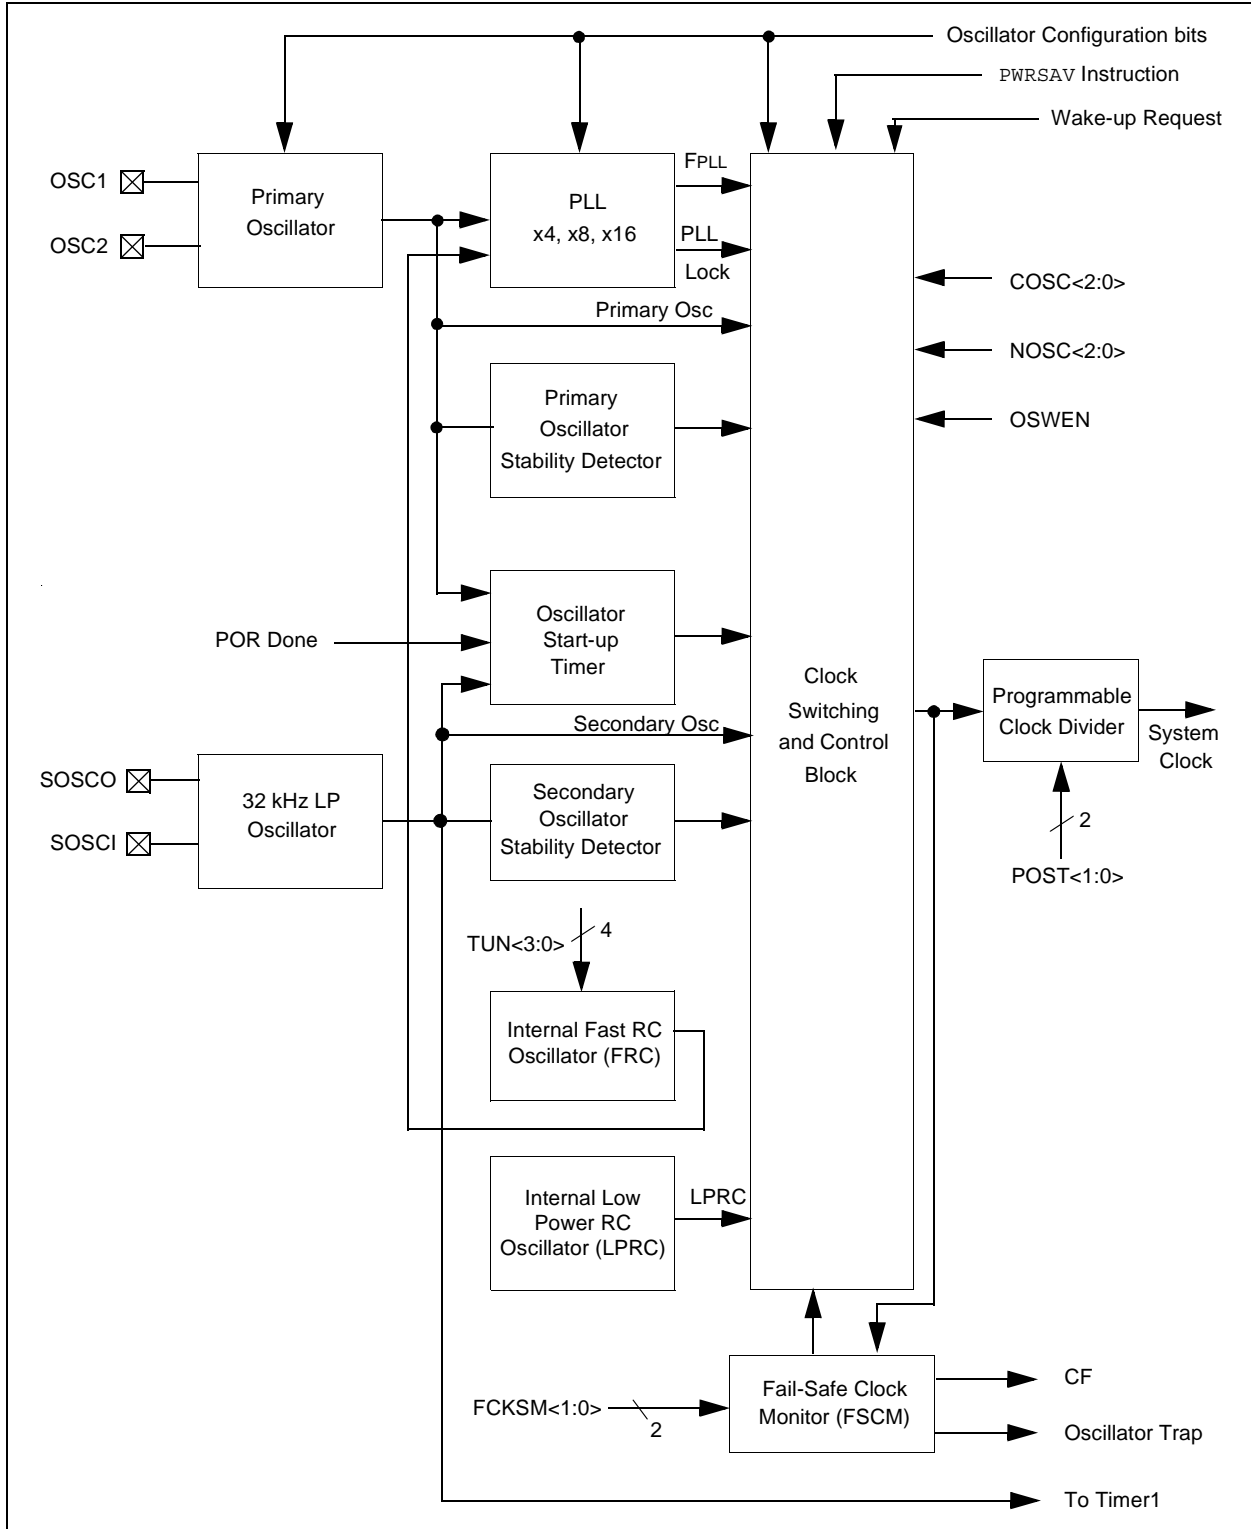 Oscillator Configuration bits
PWRSAV Instruction
Wake-up Request
OSC1
OSC2
Primary
Oscillator
PLL
x4, x8, x16
FPLL
PLL
Lock
COSC<2:0>
NOSC<2:0>
OSWEN
Primary Osc
Primary
Oscillator
Stability Detector
POR Done
Oscillator
Start-up
Timer
Clock
Switching
and Control
Block
Programmable
Clock Divider
System
Clock
2
POST<1:0>
Secondary Osc
SOSCO
SOSCI
32 kHz LP
Oscillator
Secondary
Oscillator
Stability Detector
TUN<3:0>
4
Internal Fast RC
Oscillator (FRC)
Internal Low
Power RC
Oscillator (LPRC)
LPRC
FCKSM<1:0>
2
Fail-Safe Clock
Monitor (FSCM)
CF
Oscillator Trap
To Timer1